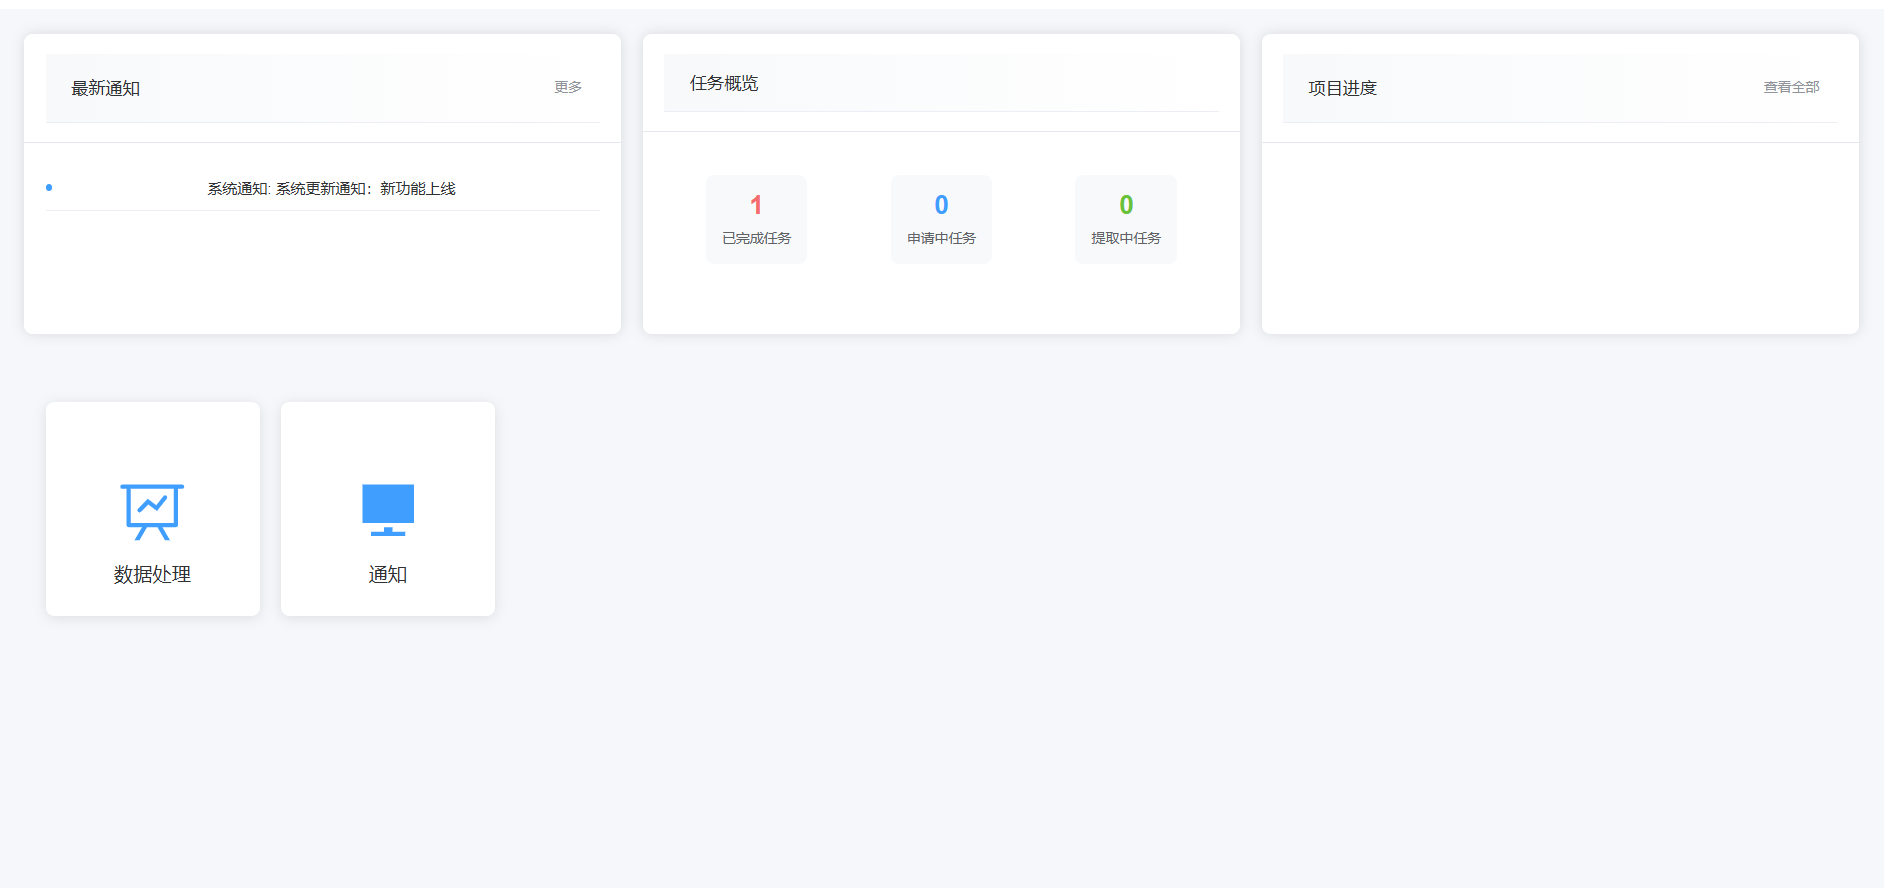 最新通知
更多
系统通知: 系统更新通知：新功能上线
任务概览
1
已完成任务
0
申请中任务
0
提取中任务
项目进度
查看全部
数据处理
通知